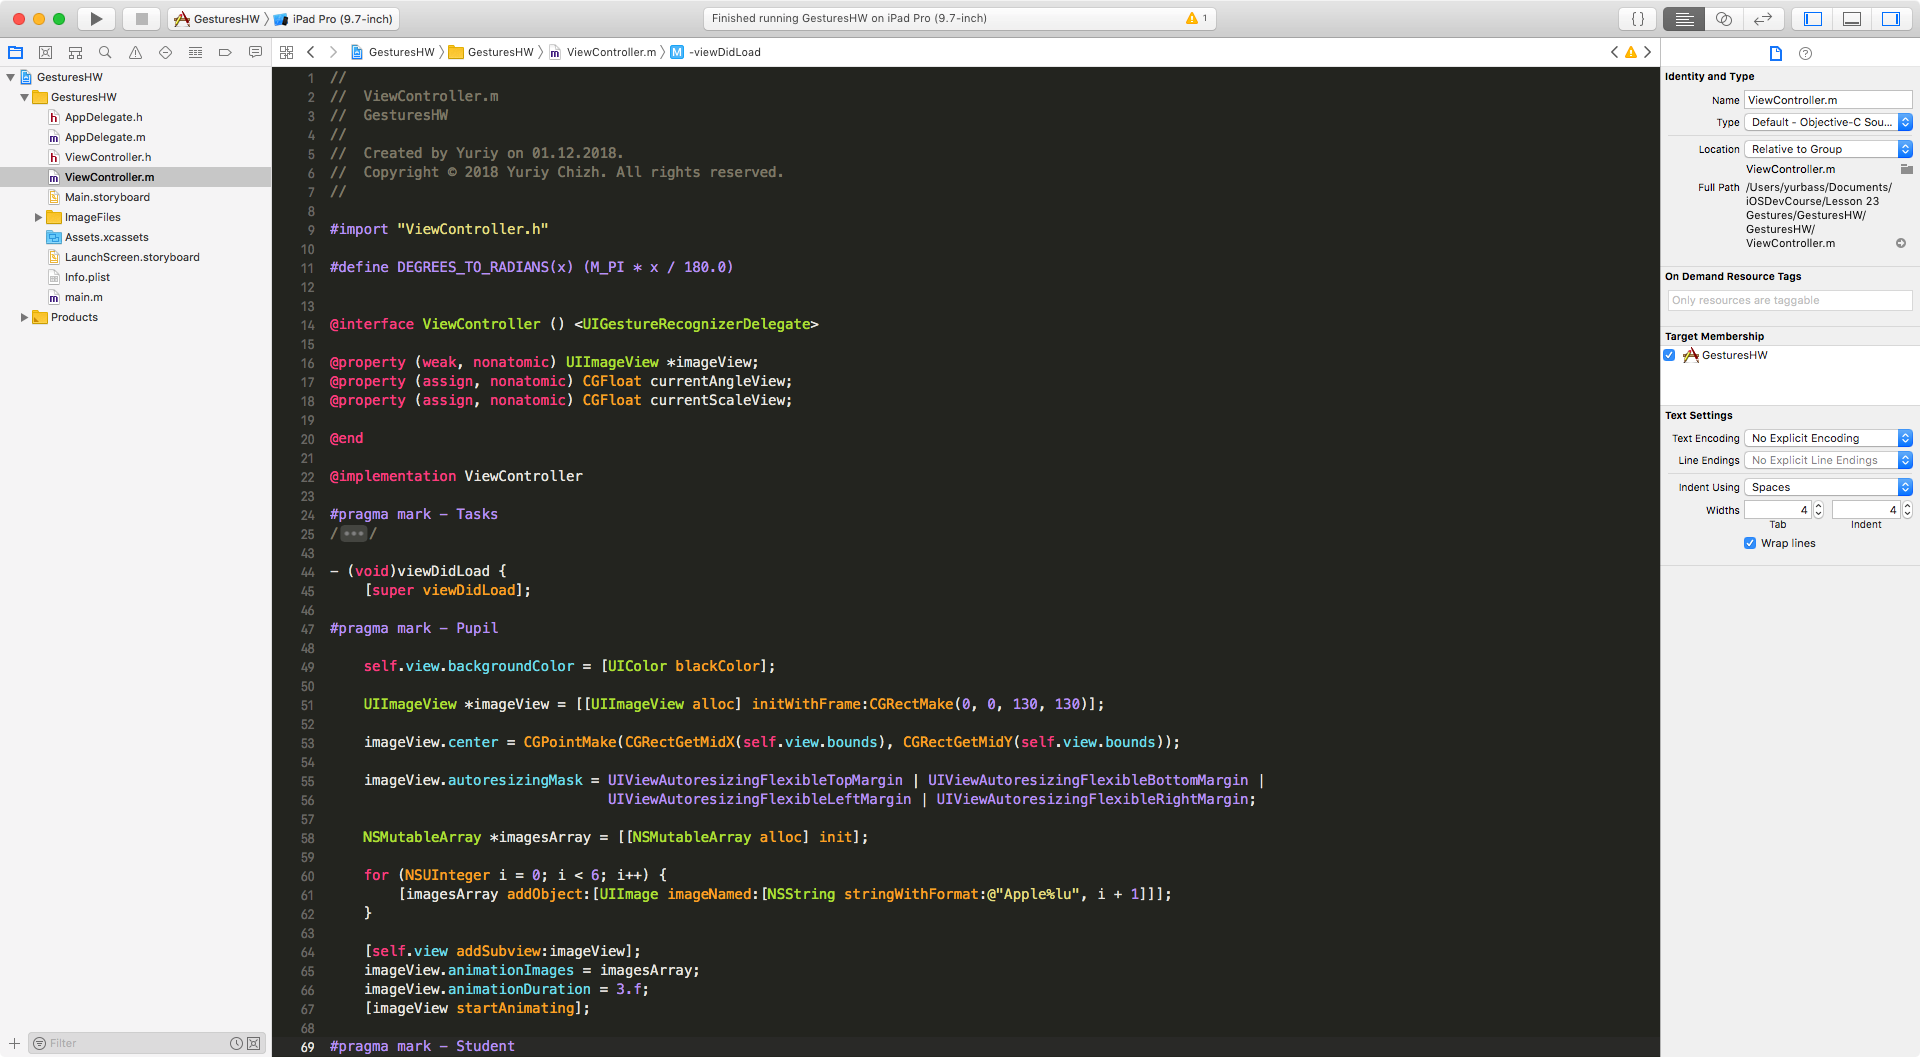 GesturesHW
iPad Pro (9.7-inch)
Finished running GesturesHW on iPad Pro (9.7-inch)
1
GesturesHW
GesturesHW
ViewController.m
-viewDidLoad
GesturesHW
GesturesHW
AppDelegate.h
AppDelegate.m
ViewController.h
ViewController.m
Main.storyboard
ImageFiles
Assets.xcassets
LaunchScreen.storyboard
Info.plist
main.m
Products
Filter
1 //
2 //  ViewController.m
3 //  GesturesHW
4 //
5 //  Created by Yuriy on 01.12.2018.
6 //  Copyright © 2018 Yuriy Chizh. All rights reserved.
7 //
8
9 #import "ViewController.h"
10
11 #define DEGREES_TO_RADIANS(x) (M_PI * x / 180.0)
12
13
14 @interface ViewController () <UIGestureRecognizerDelegate>
15
16 @property (weak, nonatomic) UIImageView *imageView;
17 @property (assign, nonatomic) CGFloat currentAngleView;
18 @property (assign, nonatomic) CGFloat currentScaleView;
19
20 @end
21
22 @implementation ViewController
23
24 #pragma mark - Tasks
25 /•••/
43
44 - (void)viewDidLoad {
45     [super viewDidLoad];
46
47 #pragma mark - Pupil
48
49     self.view.backgroundColor = [UIColor blackColor];
50
51     UIImageView *imageView = [[UIImageView alloc] initWithFrame:CGRectMake(0, 0, 130, 130)];
52
53     imageView.center = CGPointMake(CGRectGetMidX(self.view.bounds), CGRectGetMidY(self.view.bounds));
54
55     imageView.autoresizingMask = UIViewAutoresizingFlexibleTopMargin | UIViewAutoresizingFlexibleBottomMargin |
56                                  UIViewAutoresizingFlexibleLeftMargin | UIViewAutoresizingFlexibleRightMargin;
57
58     NSMutableArray *imagesArray = [[NSMutableArray alloc] init];
59
60     for (NSUInteger i = 0; i < 6; i++) {
61         [imagesArray addObject:[UIImage imageNamed:[NSString stringWithFormat:@"Apple%lu", i + 1]]];
62     }
63
64     [self.view addSubview:imageView];
65     imageView.animationImages = imagesArray;
66     imageView.animationDuration = 3.f;
67     [imageView startAnimating];
68
69 #pragma mark - Student
Identity and Type
Name ViewController.m
Type Default - Objective-C Sou...
Location Relative to Group
ViewController.m
Full Path /Users/yurbass/Documents/
iOSDevCourse/Lesson 23
Gestures/GesturesHW/
GesturesHW/
ViewController.m
On Demand Resource Tags
Only resources are taggable
Target Membership
GesturesHW
Text Settings
Text Encoding No Explicit Encoding
Line Endings No Explicit Line Endings
Indent Using Spaces
Widths 4 4
Tab Indent
Wrap lines